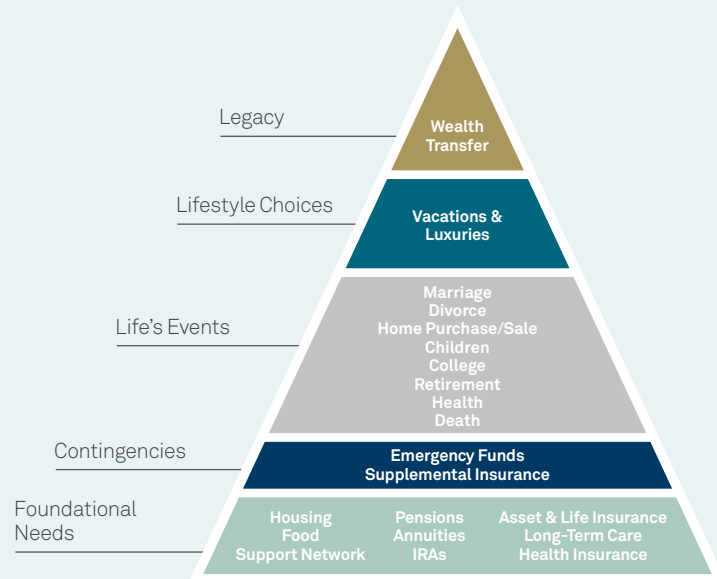 Legacy
Wealth
Transfer
Lifestyle Choices
Vacations &
Luxuries
Life's Events
Marriage
Divorce
Home Purchase/Sale
Children
College
Retirement
Health
Death
Contingencies
Emergency Funds
Supplemental Insurance
Foundational
Needs
Housing
Food
Support Network
Pensions
Annuities
IRAs
Asset & Life Insurance
Long-Term Care
Health Insurance